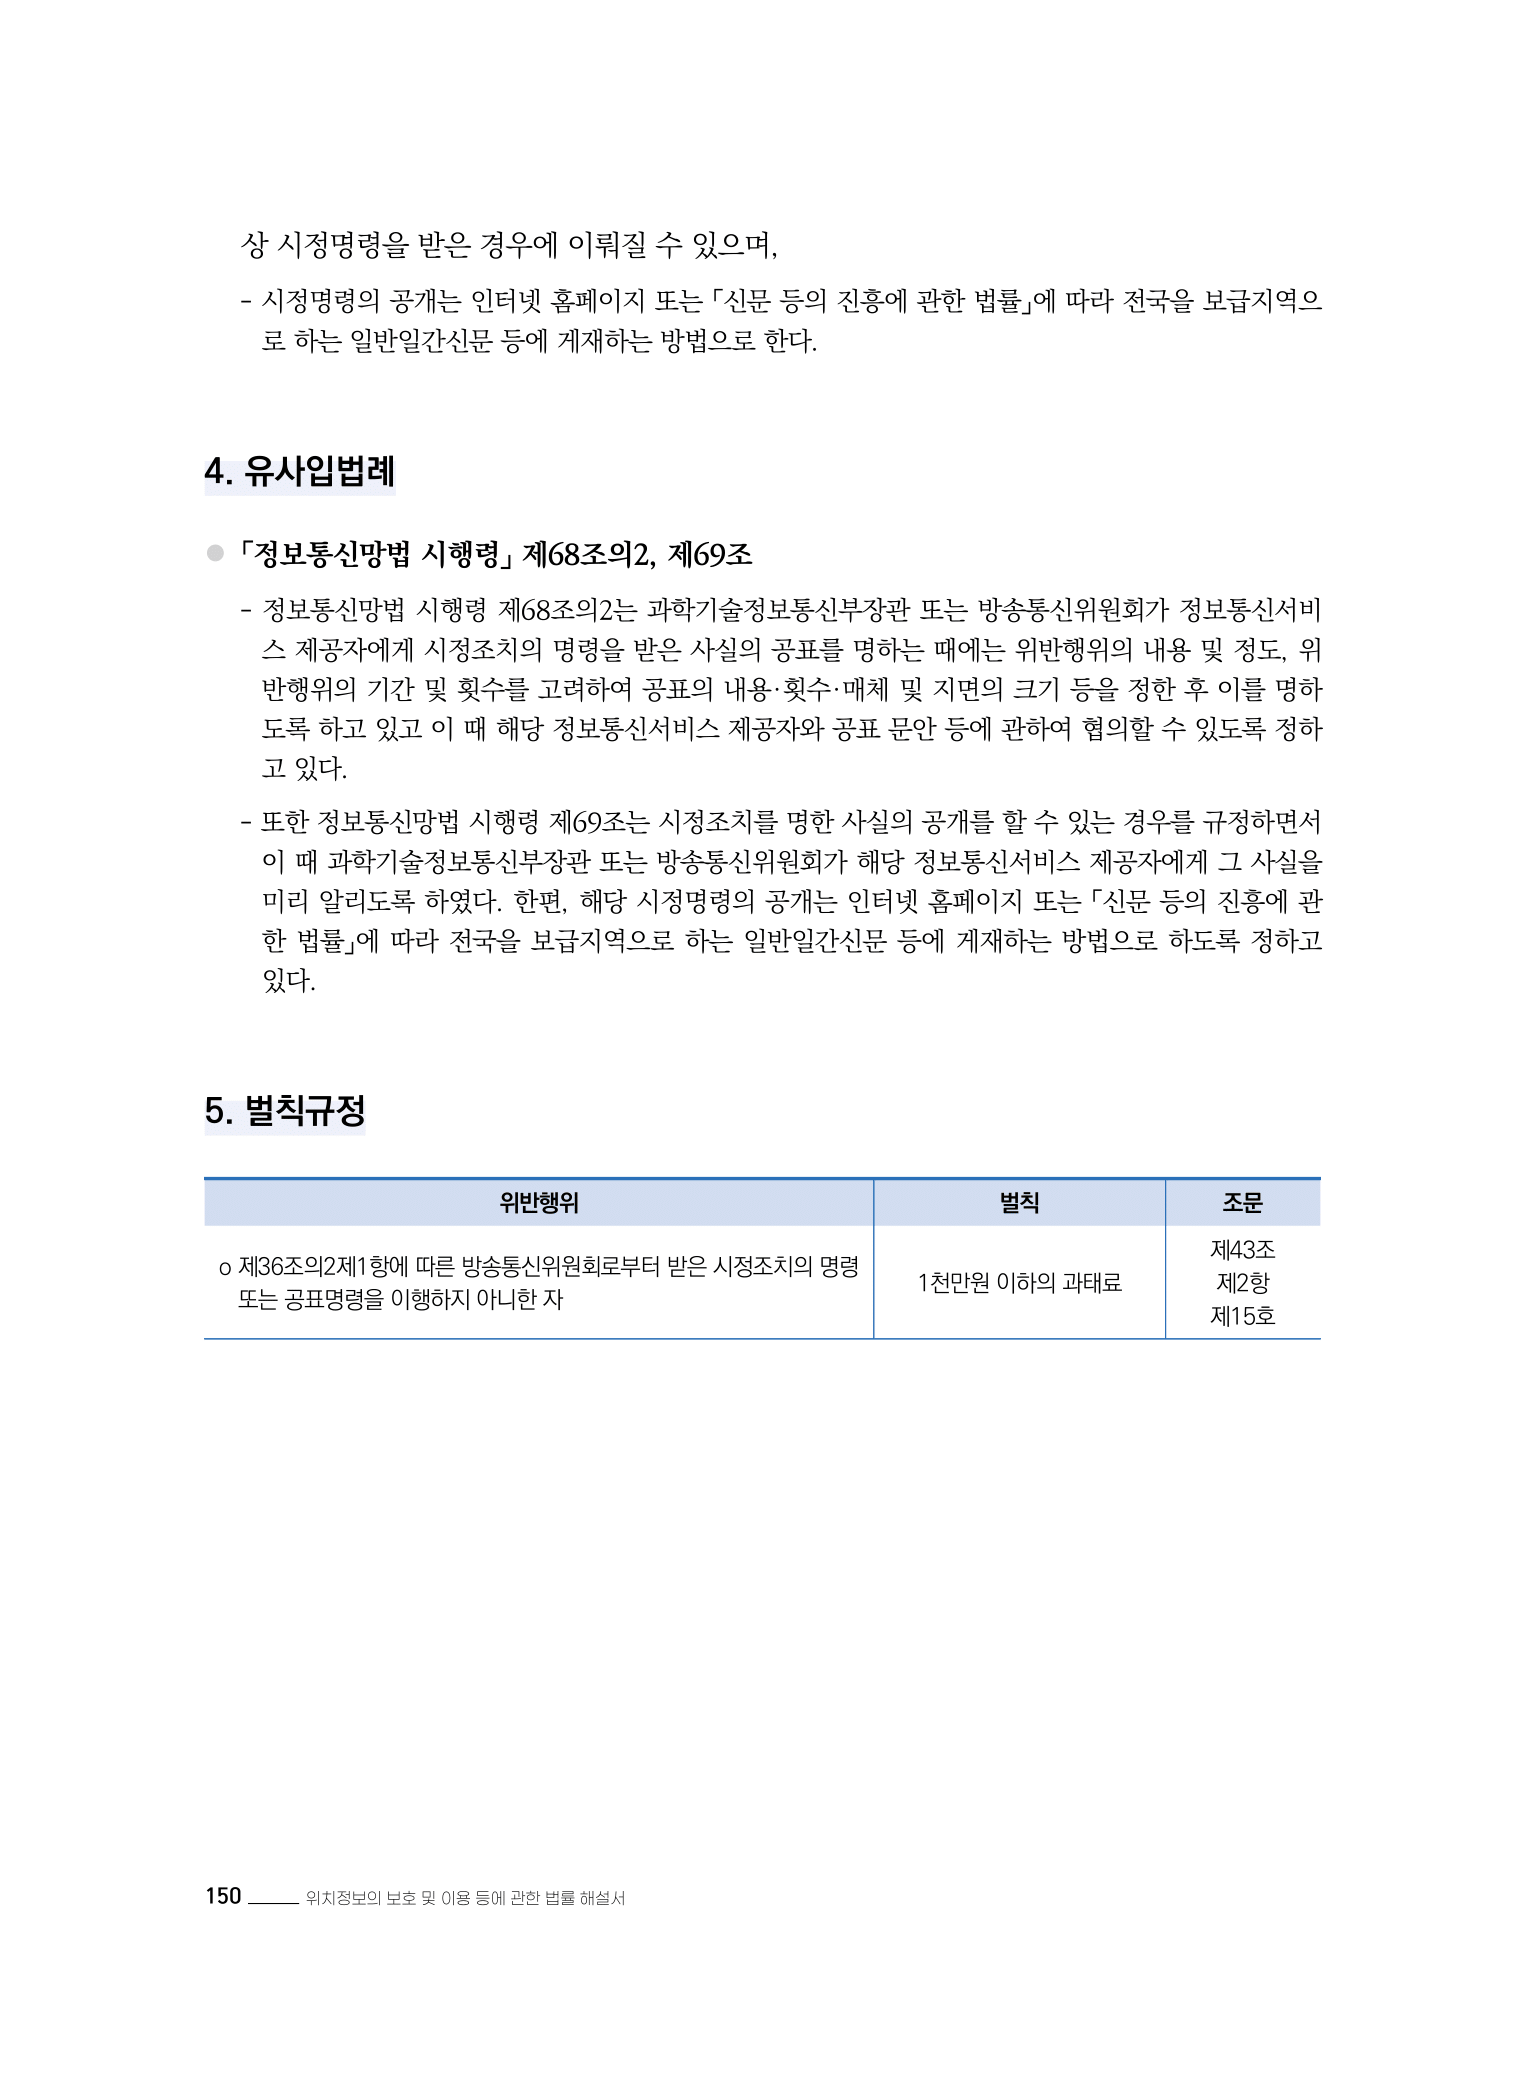 상 시정명령을 받은 경우에 이뤄질 수 있으며,
- 시정명령의 공개는 인터넷 홈페이지 또는 「신문 등의 진흥에 관한 법률」에 따라 전국을 보급지역으
로 하는 일반일간신문 등에 게재하는 방법으로 한다.
4. 유사입법례
● 「정보통신망법 시행령」 제68조의2, 제69조
- 정보통신망법 시행령 제68조의2는 과학기술정보통신부장관 또는 방송통신위원회가 정보통신서비
스 제공자에게 시정조치의 명령을 받은 사실의 공표를 명하는 때에는 위반행위의 내용 및 정도, 위
반행위의 기간 및 횟수를 고려하여 공표의 내용·횟수·매체 및 지면의 크기 등을 정한 후 이를 명하
도록 하고 있고 이 때 해당 정보통신서비스 제공자와 공표 문안 등에 관하여 협의할 수 있도록 정하
고 있다.
- 또한 정보통신망법 시행령 제69조는 시정조치를 명한 사실의 공개를 할 수 있는 경우를 규정하면서
이 때 과학기술정보통신부장관 또는 방송통신위원회가 해당 정보통신서비스 제공자에게 그 사실을
미리 알리도록 하였다. 한편, 해당 시정명령의 공개는 인터넷 홈페이지 또는 「신문 등의 진흥에 관
한 법률」에 따라 전국을 보급지역으로 하는 일반일간신문 등에 게재하는 방법으로 하도록 정하고
있다.
5. 벌칙규정
위반행위 벌칙 조문
o 제36조의2제1항에 따른 방송통신위원회로부터 받은 시정조치의 명령
또는 공표명령을 이행하지 아니한 자
1천만원 이하의 과태료
제43조
제2항
제15호
150 위치정보의 보호 및 이용 등에 관한 법률 해설서